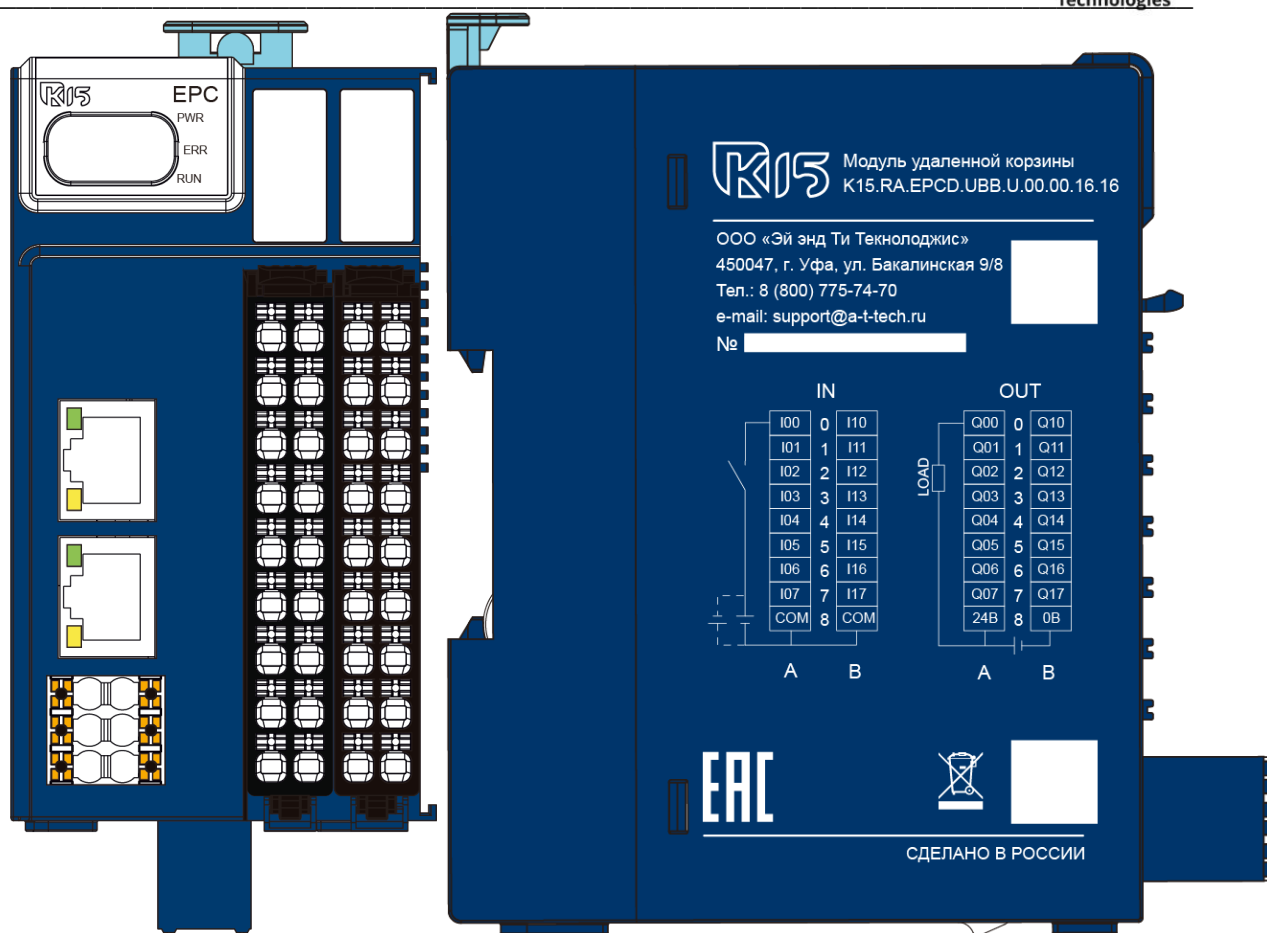 Technologies
K15
EPC
PWR
ERR
RUN
K15
Модуль удаленной корзины
K15.RA.EPCD.UBB.U.00.00.16.16
ООО «Эй энд Ти Текнолоджис»
450047, г. Уфа, ул. Бакалинская 9/8
Тел.: 8 (800) 775-74-70
e-mail: support@a-t-tech.ru
№
IN
I00 0 I10
I01 1 I11
I02 2 I12
I03 3 I13
I04 4 I14
I05 5 I15
I06 6 I16
I07 7 I17
COM 8 COM
A B
OUT
LOAD
Q00 0 Q10
Q01 1 Q11
Q02 2 Q12
Q03 3 Q13
Q04 4 Q14
Q05 5 Q15
Q06 6 Q16
Q07 7 Q17
24В 8 0В
A B
EAC
СДЕЛАНО В РОССИИ